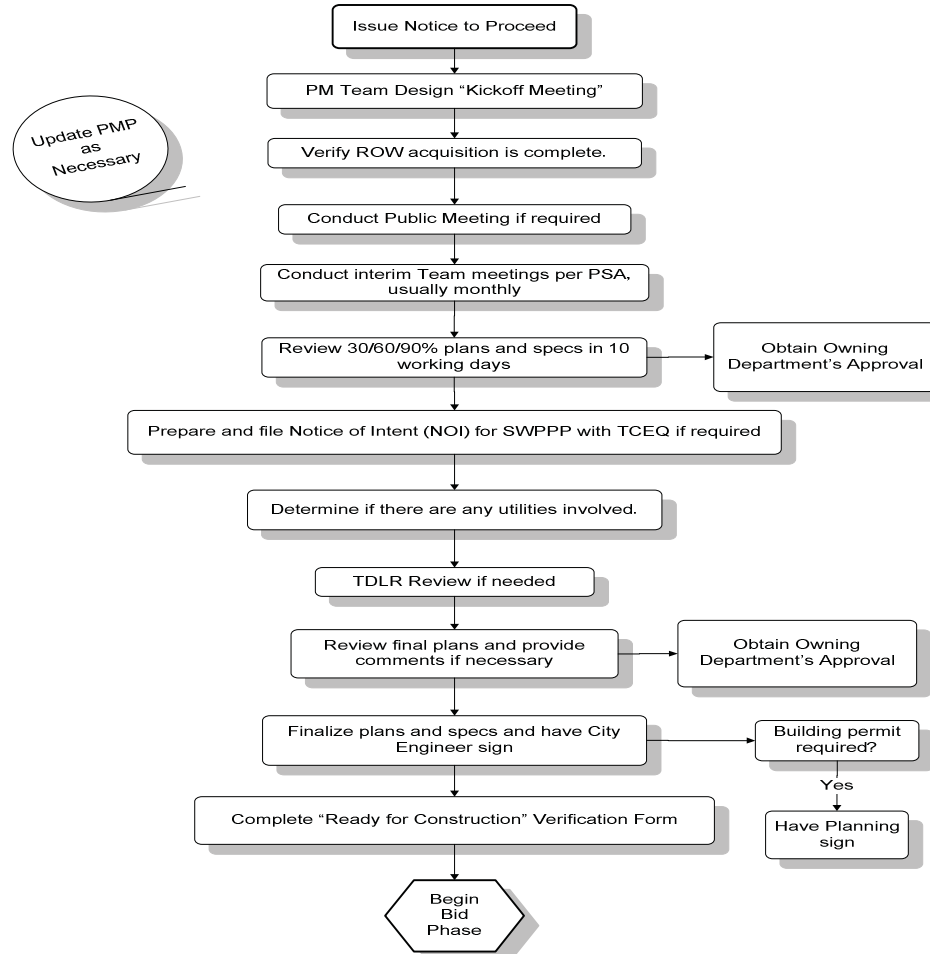 Issue Notice to Proceed
PM Team Design “Kickoff Meeting”
Update PMP
as
Necessary
Verify ROW acquisition is complete.
Conduct Public Meeting if required
Conduct interim Team meetings per PSA,
usually monthly
Review 30/60/90% plans and specs in 10
working days
Obtain Owning
Department’s Approval
Prepare and file Notice of Intent (NOI) for SWPPP with TCEQ if required
Determine if there are any utilities involved.
TDLR Review if needed
Review final plans and provide
comments if necessary
Obtain Owning
Department’s Approval
Finalize plans and specs and have City
Engineer sign
Building permit
required?
Yes
Have Planning
sign
Complete “Ready for Construction” Verification Form
Begin
Bid
Phase